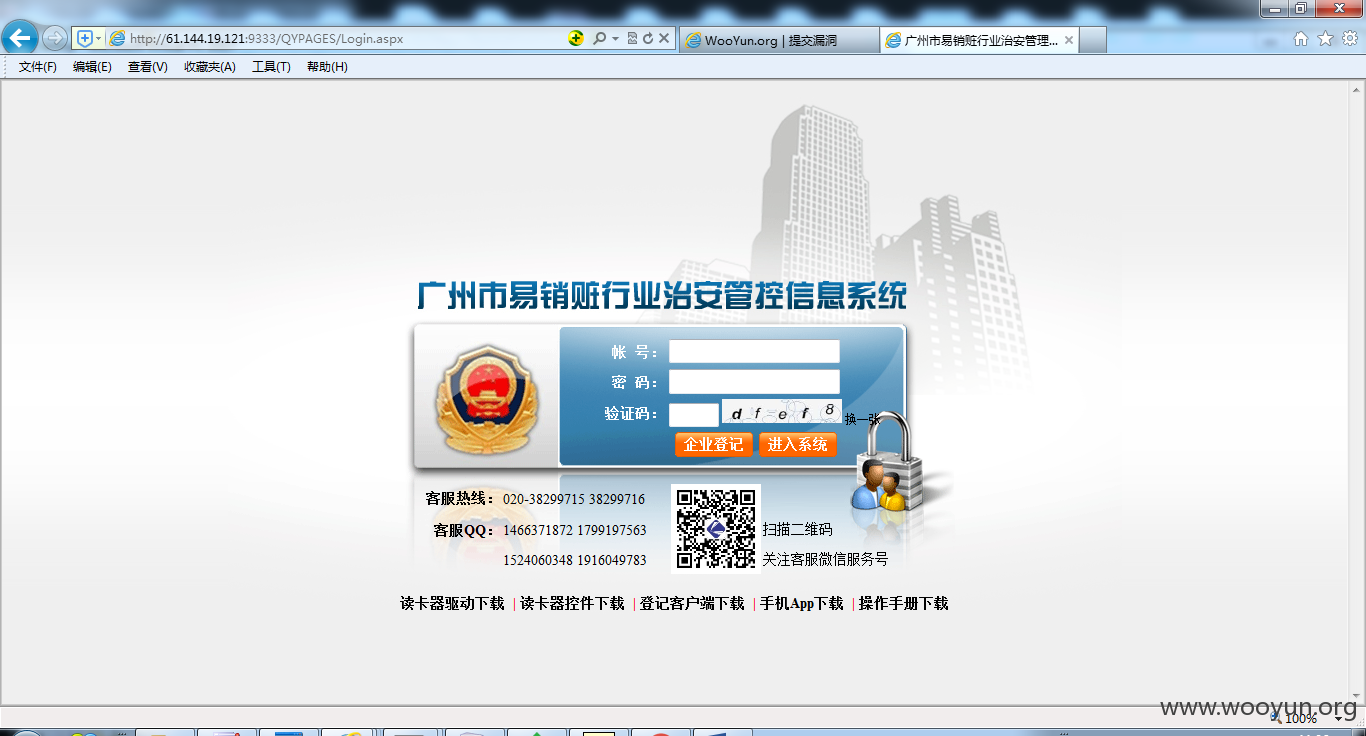 http://61.144.19.121:9333/QYPAGES/Login.aspx
WooYun.org | 提交漏洞
广州市易销赃行业治安管理...
文件(F) 编辑(E) 查看(V) 收藏夹(A) 工具(T) 帮助(H)
广州市易销赃行业治安管控信息系统
帐 号：
密 码：
验证码：
d f e f 8
换一张
企业登记 进入系统
客服热线： 020-38299715 38299716
客服QQ： 1466371872 1799197563
1524060348 1916049783
扫描二维码
关注客服微信服务号
读卡器驱动下载 | 读卡器控件下载 | 登记客户端下载 | 手机App下载 | 操作手册下载
www.wooyun.org
100%